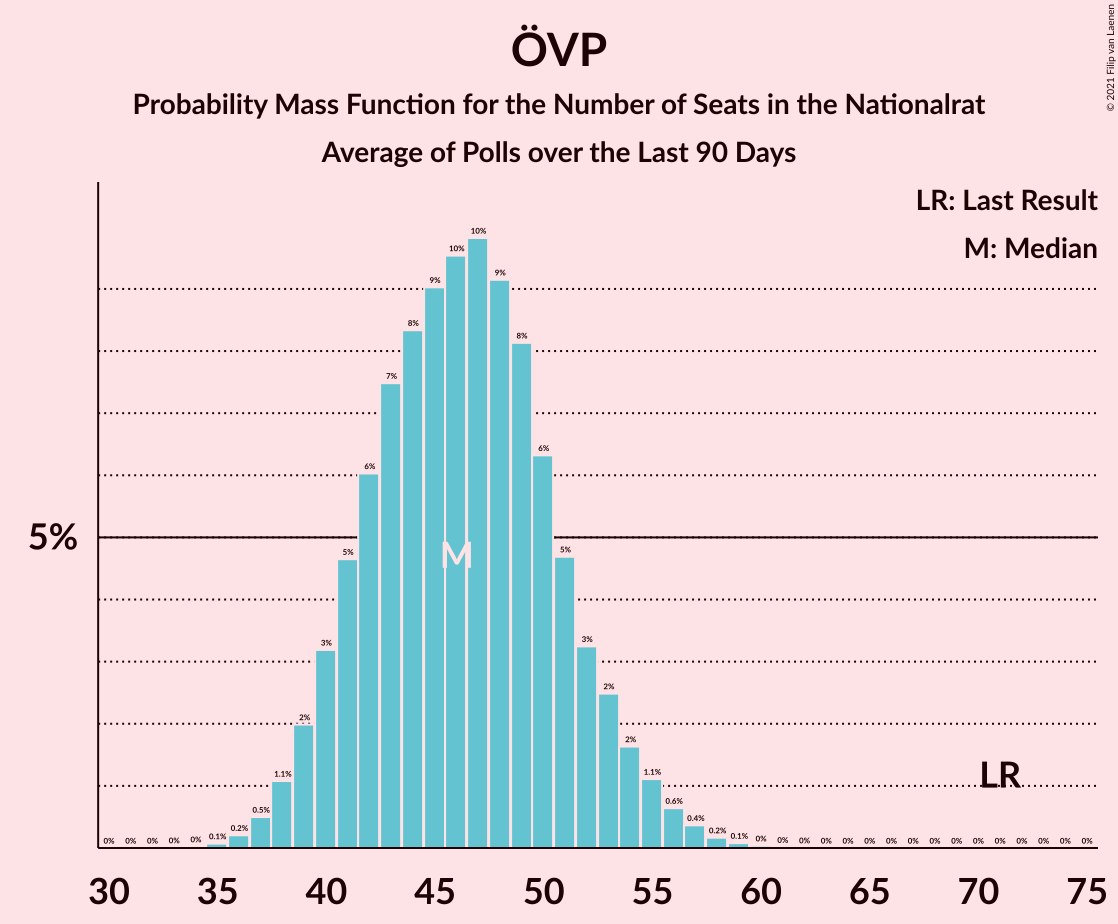 ÖVP
Probability Mass Function for the Number of Seats in the Nationalrat
Average of Polls over the Last 90 Days
© 2021 Filip van Laenen
LR: Last Result
M: Median
5%
0% 0% 0% 0% 0% 0.1% 0.2% 0.5% 1.1% 2% 3% 5% 6% 7% 8% 9% 10% 10% 9% 8% 6% 5% 3% 2% 2% 1.1% 0.6% 0.4% 0.2% 0.1% 0% 0% 0% 0% 0% 0% 0% 0% 0% 0% 0% 0% 0% 0% 0% 0%
M
LR
30 35 40 45 50 55 60 65 70 75